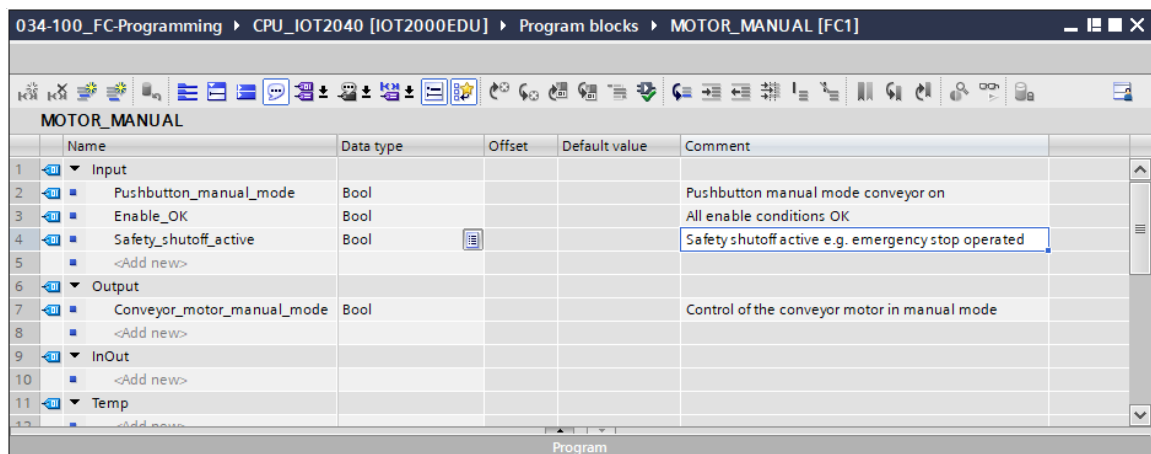 034-100_FC-Programming ▸ CPU_IOT2040 [IOT2000EDU] ▸ Program blocks ▸ MOTOR_MANUAL [FC1]
MOTOR_MANUAL
Name Data type Offset Default value Comment
1 Input
2 Pushbutton_manual_mode Bool Pushbutton manual mode conveyor on
3 Enable_OK Bool All enable conditions OK
4 Safety_shutoff_active Bool Safety shutoff active e.g. emergency stop operated
5 <Add new>
6 Output
7 Conveyor_motor_manual_mode Bool Control of the conveyor motor in manual mode
8 <Add new>
9 InOut
10 <Add new>
11 Temp
12 <Add new>
Program